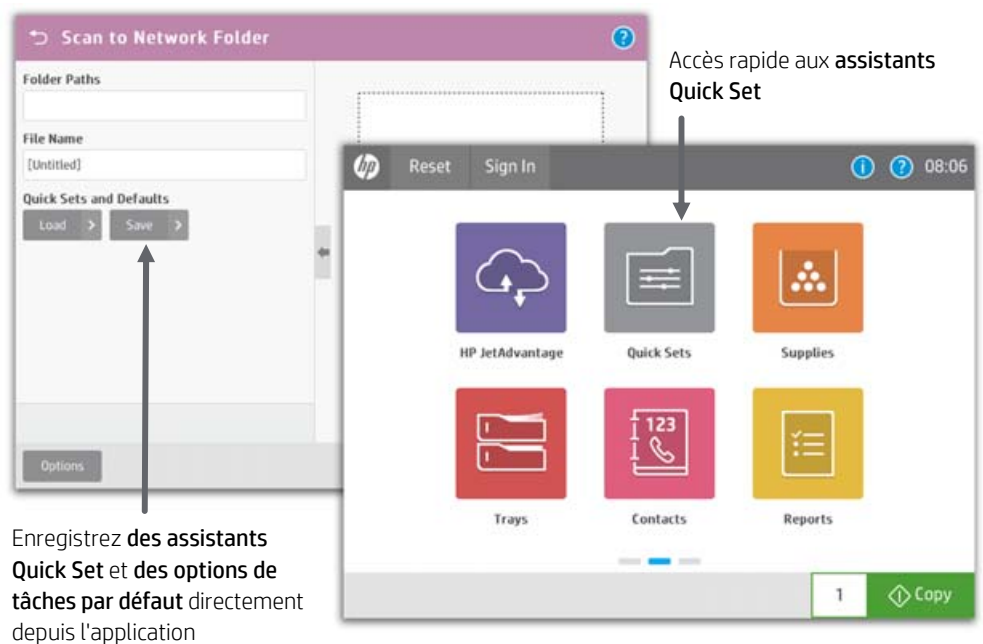 Scan to Network Folder
?
Folder Paths
File Name
[Untitled]
Quick Sets and Defaults
Load >
Save >
Options
Accès rapide aux assistants
Quick Set
hp
Reset
Sign In
i
?
08:06
HP JetAdvantage
Quick Sets
Supplies
123
Trays
Contacts
Reports
1
Copy
Enregistrez des assistants
Quick Set et des options de
tâches par défaut directement
depuis l'application